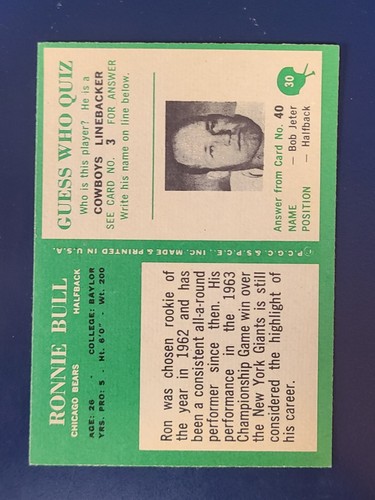 RONNIE BULL
CHICAGO BEARS HALFBACK
AGE: 26 · COLLEGE: BAYLOR
YRS. PRO: 5 · Ht. 6'0" · Wt. 200
Ron was chosen rookie of
the year in 1962 and has
been a consistent all-a-round
performer since then. His
performance in the 1963
Championship Game win over
the New York Giants is still
considered the highlight of
his career.
© P.C.G.C. & S.P.C.E., INC. MADE & PRINTED IN U.S.A.
GUESS WHO QUIZ
Who is this player? He is a
COWBOYS LINEBACKER
SEE CARD NO. 3 FOR ANSWER
Write his name on line below.
30
Answer from Card No. 40
NAME — Bob Jeter
POSITION — Halfback